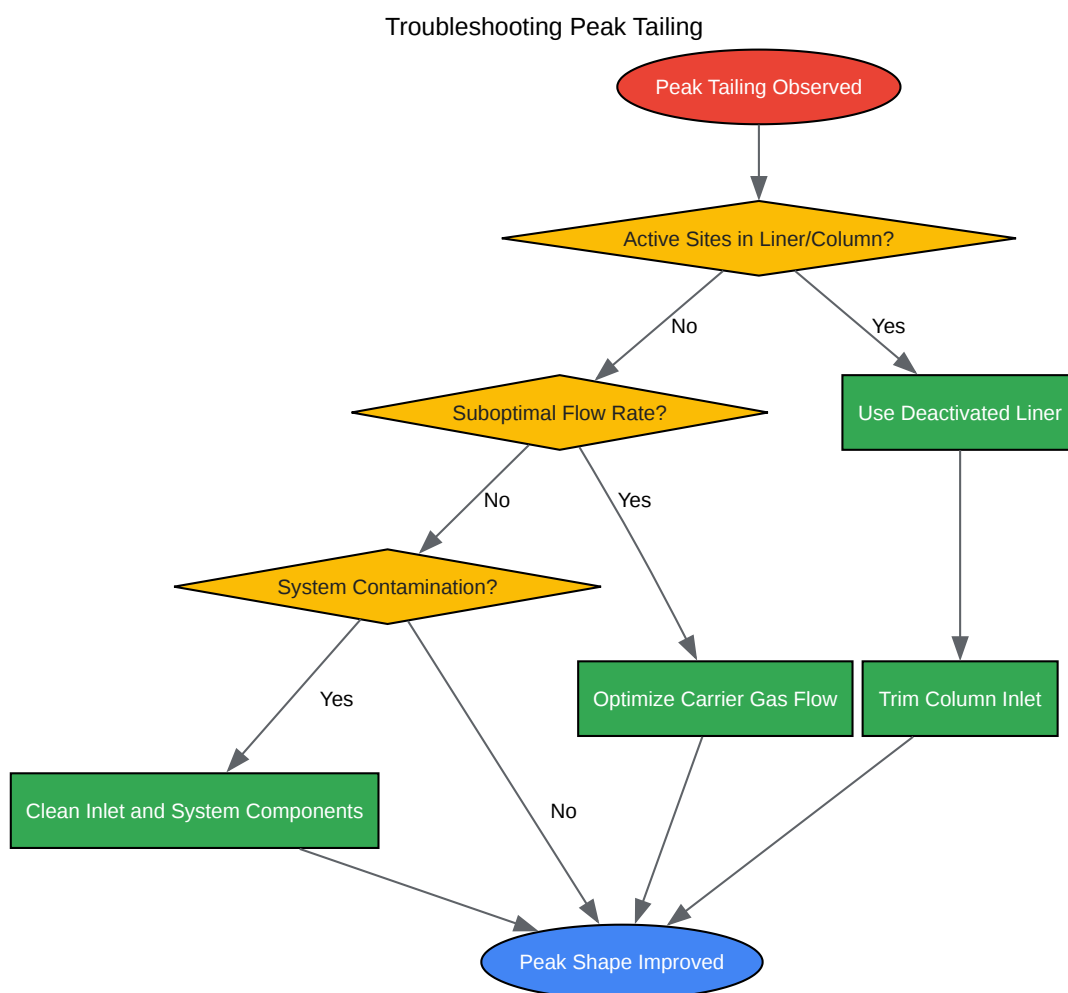 Troubleshooting Peak Tailing
Peak Tailing Observed
Active Sites in Liner/Column?
No
Yes
Suboptimal Flow Rate?
Use Deactivated Liner
No
Yes
System Contamination?
Yes
Optimize Carrier Gas Flow
Trim Column Inlet
Clean Inlet and System Components
No
Peak Shape Improved